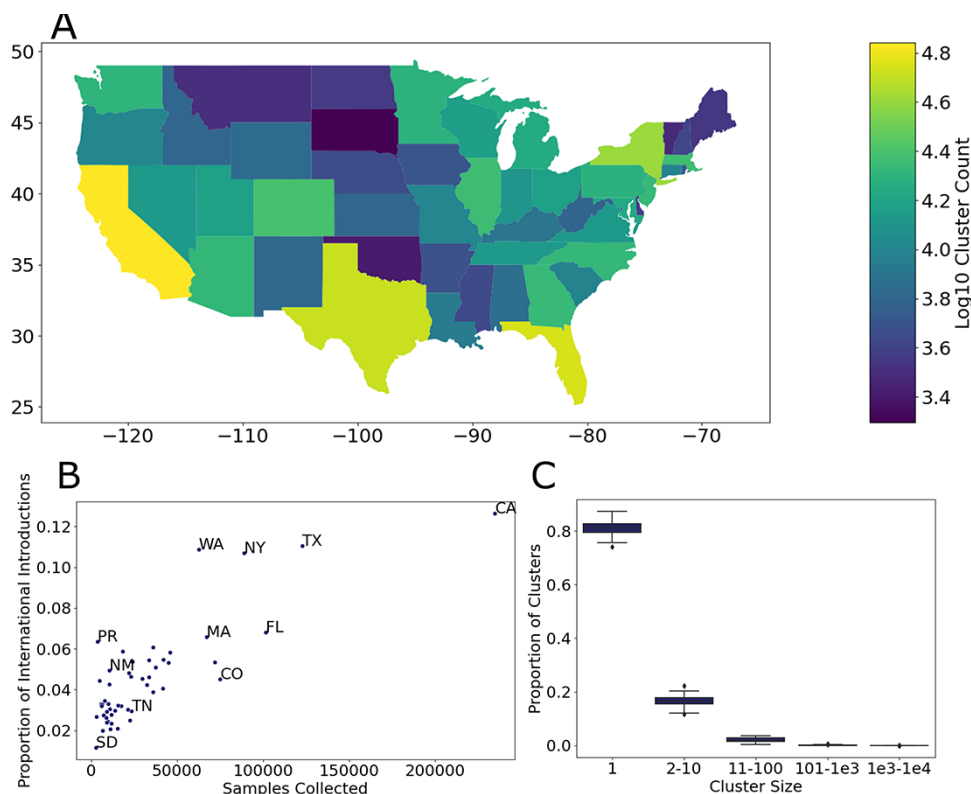 A
50
45
40
35
30
25
−120
−110
−100
−90
−80
−70
4.8
4.6
4.4
4.2
4.0
3.8
3.6
3.4
Log10 Cluster Count
B
Proportion of International Introductions
0.12
0.10
0.08
0.06
0.04
0.02
CA
WA
NY
TX
PR
MA
FL
NM
CO
TN
SD
0
50000
100000
150000
200000
Samples Collected
C
Proportion of Clusters
0.8
0.6
0.4
0.2
0.0
1
2-10
11-100
101-1e3
1e3-1e4
Cluster Size